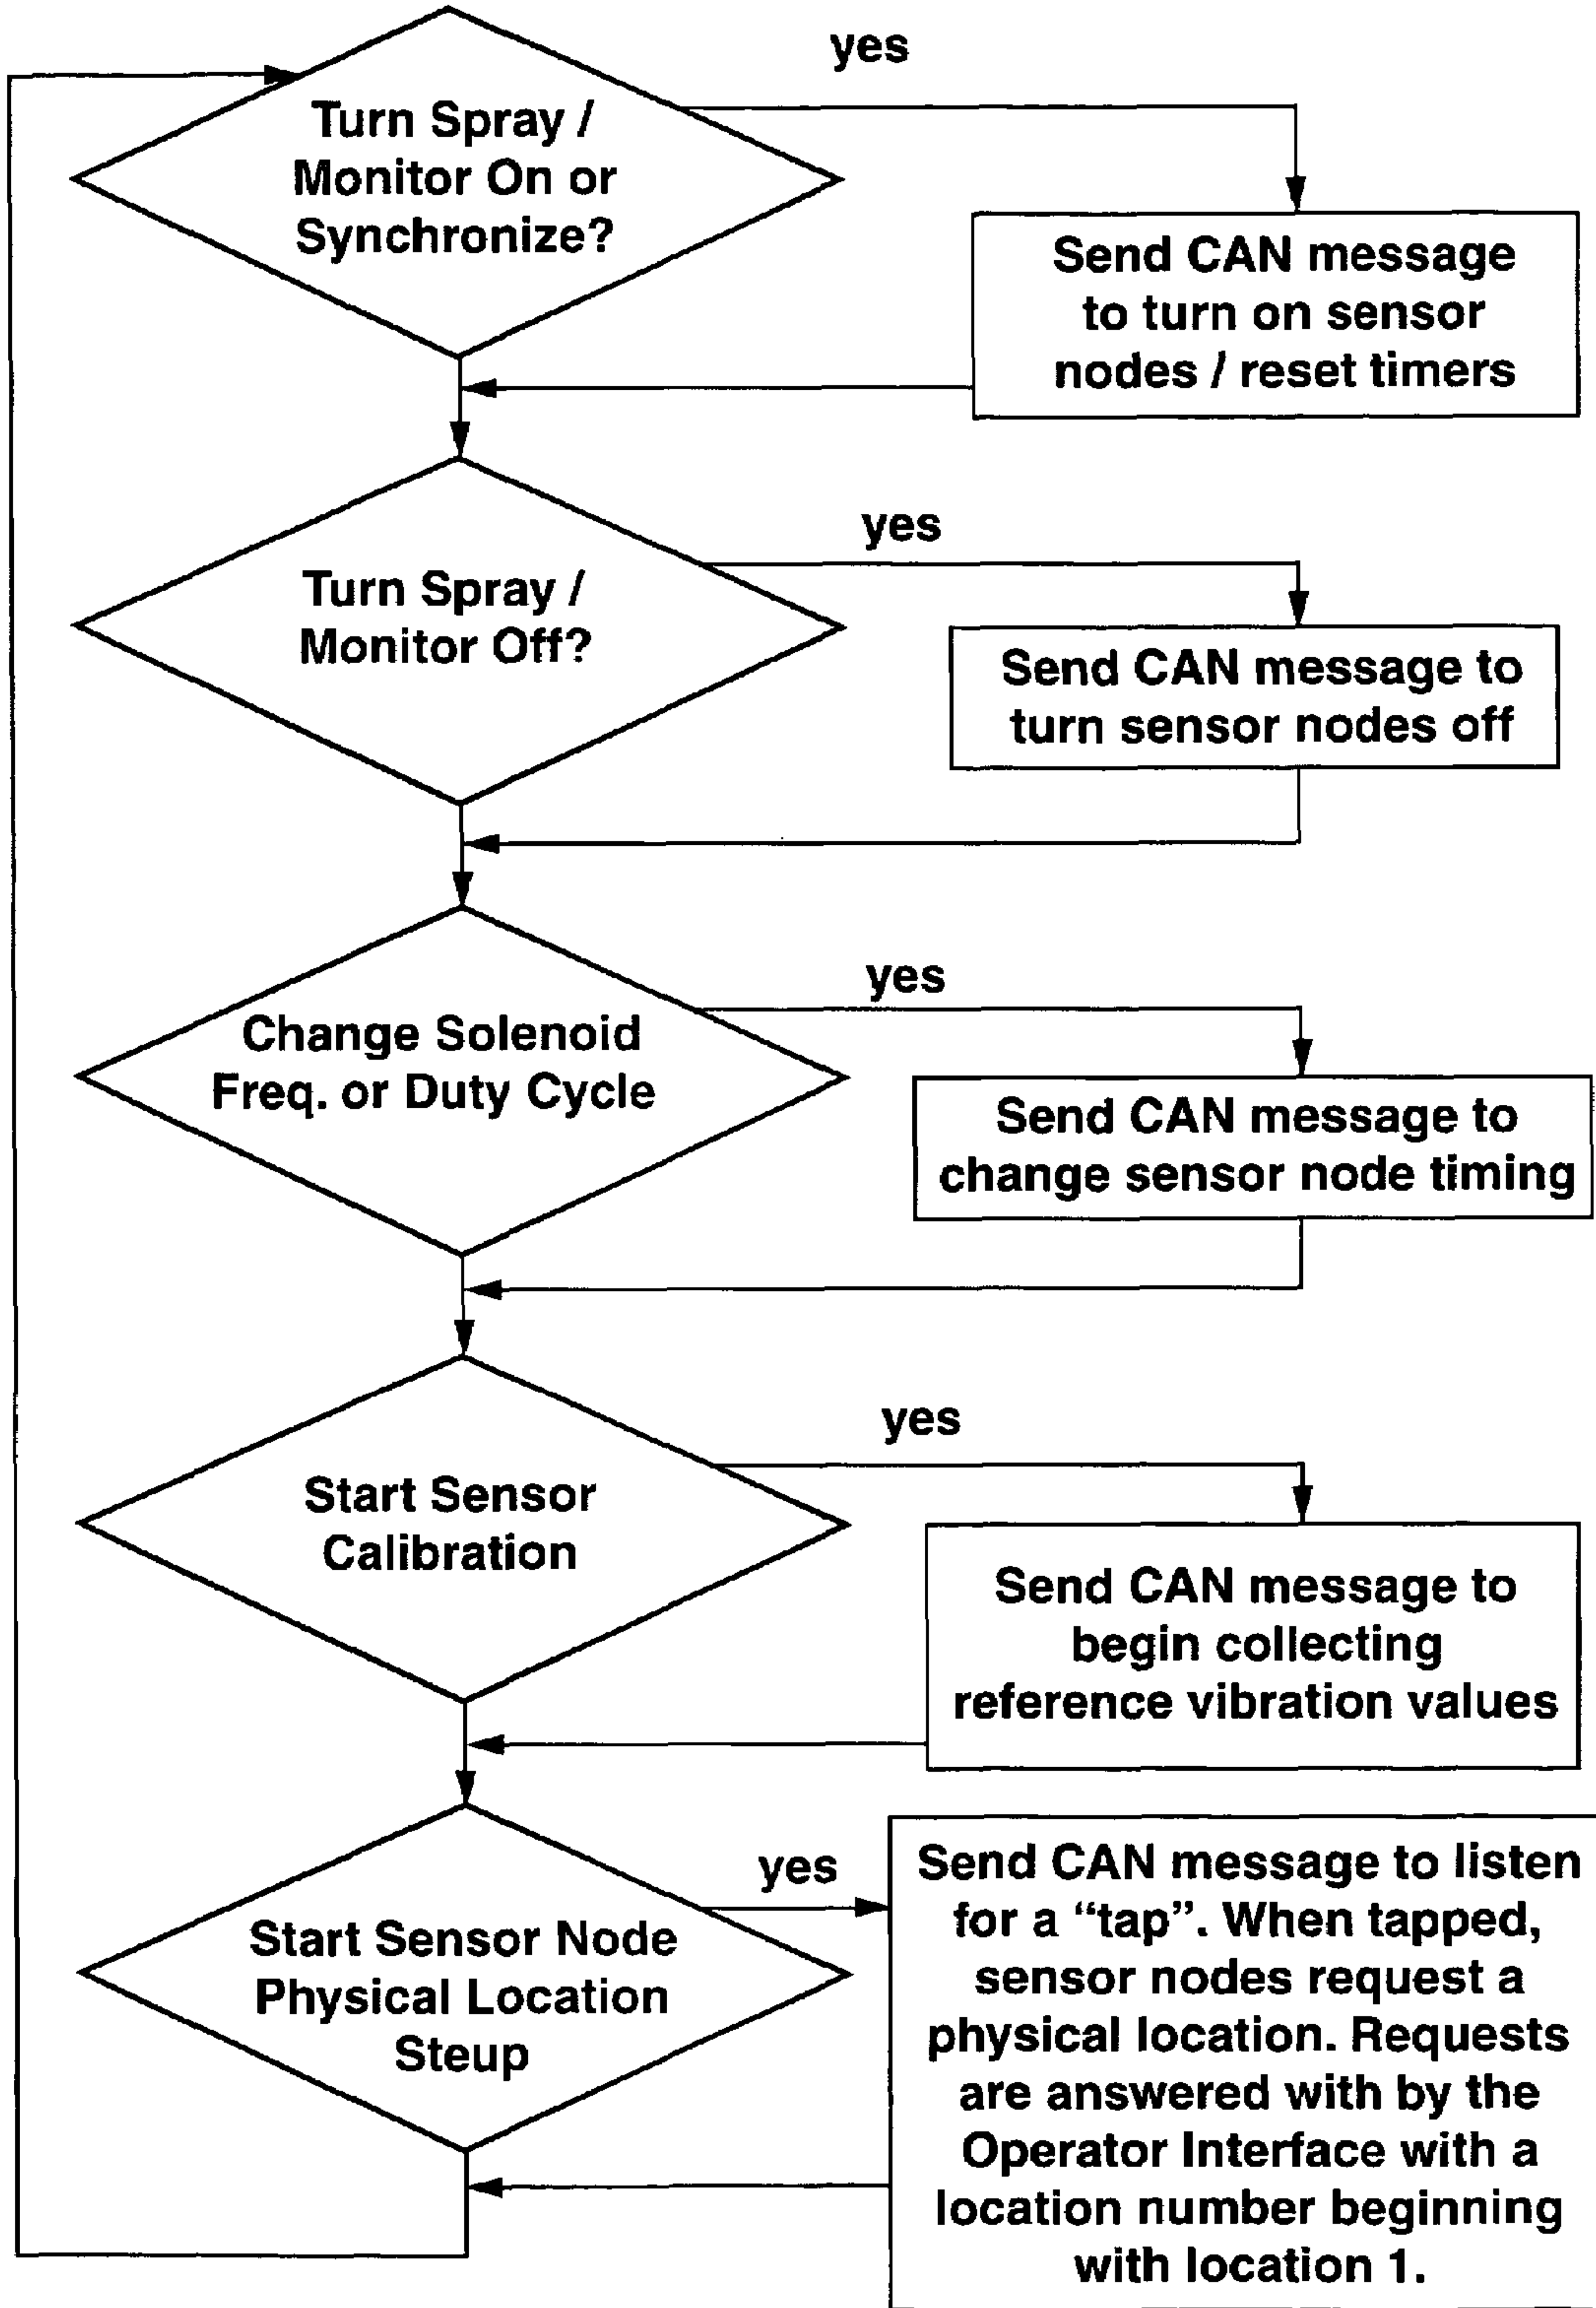 yes
Turn Spray /
Monitor On or
Synchronize?
Send CAN message
to turn on sensor
nodes / reset timers
yes
Turn Spray /
Monitor Off?
Send CAN message to
turn sensor nodes off
yes
Change Solenoid
Freq. or Duty Cycle
Send CAN message to
change sensor node timing
yes
Start Sensor
Calibration
Send CAN message to
begin collecting
reference vibration values
yes
Start Sensor Node
Physical Location
Steup
Send CAN message to listen
for a “tap”. When tapped,
sensor nodes request a
physical location. Requests
are answered with by the
Operator Interface with a
location number beginning
with location 1.